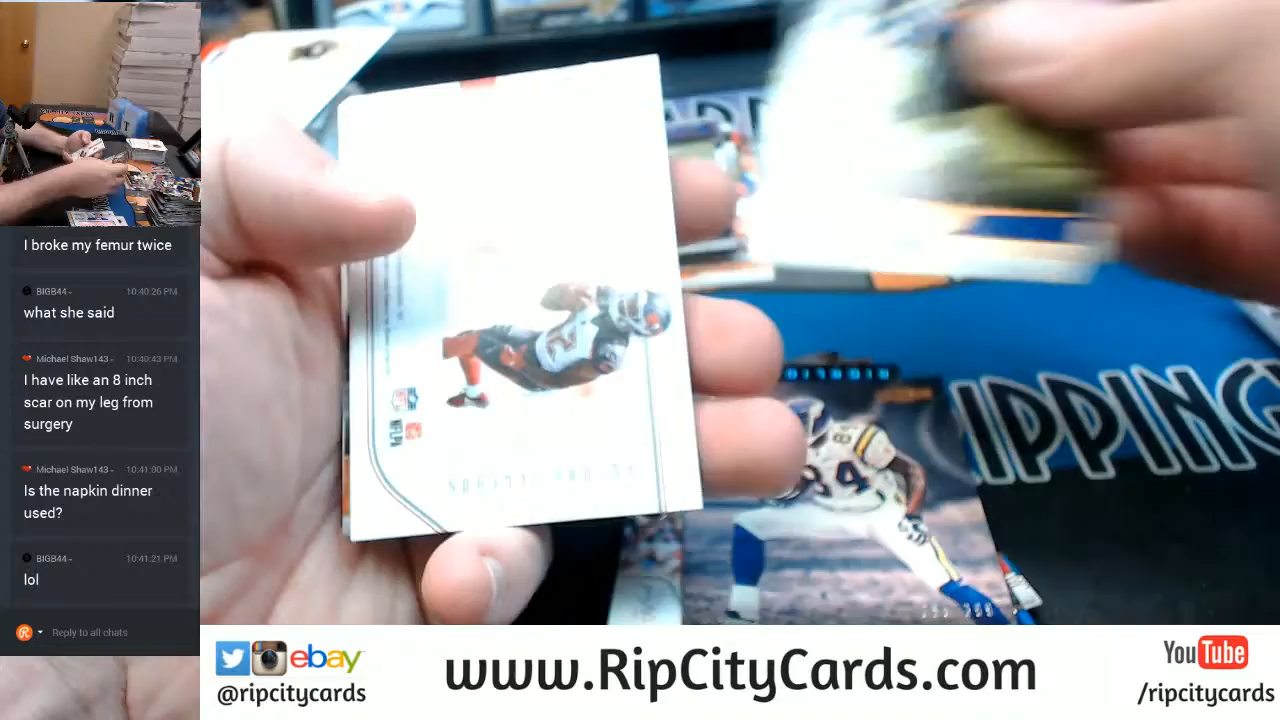 I broke my femur twice
BIGB44 - 10:40:26 PM
what she said
Michael Shaw143 - 10:40:43 PM
I have like an 8 inch
scar on my leg from
surgery
Michael Shaw143 - 10:41:00 PM
Is the napkin dinner
used?
BIGB44 - 10:41:21 PM
lol
Reply to all chats
NFLPA
84
IPPING
ebay
@ripcitycards
www.RipCityCards.com
YouTube
/ripcitycards